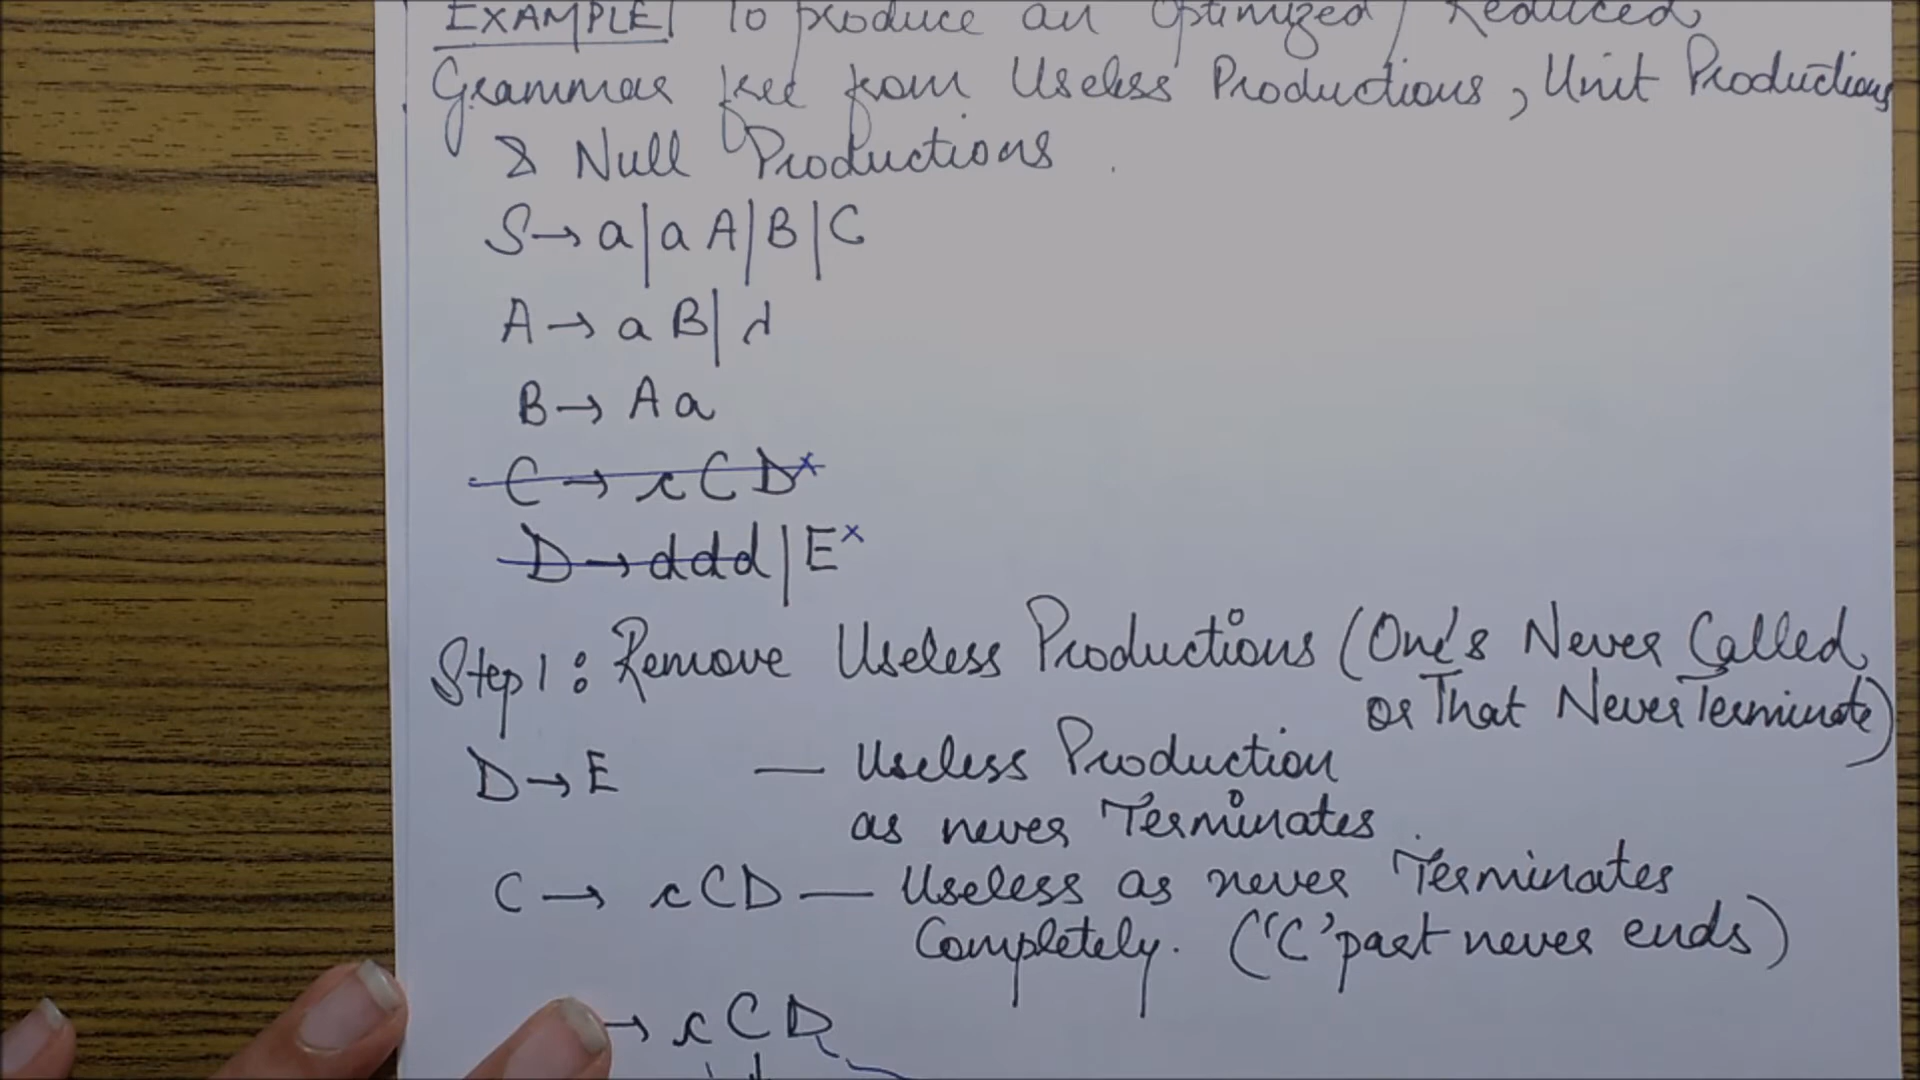 EXAMPLE| To produce an Optimized / Reduced
Grammar free from Useless Productions, Unit Productions
& Null Productions.
S→ a|aA|B|C
A→ aB|λ
B→ Aa
C→ cCD×
D→ddd|E×
Step 1: Remove Useless Productions (One's Never Called
or That Never Terminate)
D→E — Useless Production
as never Terminates.
C→ cCD — Useless as never Terminates
Completely. ('C' part never ends)
→ cCD